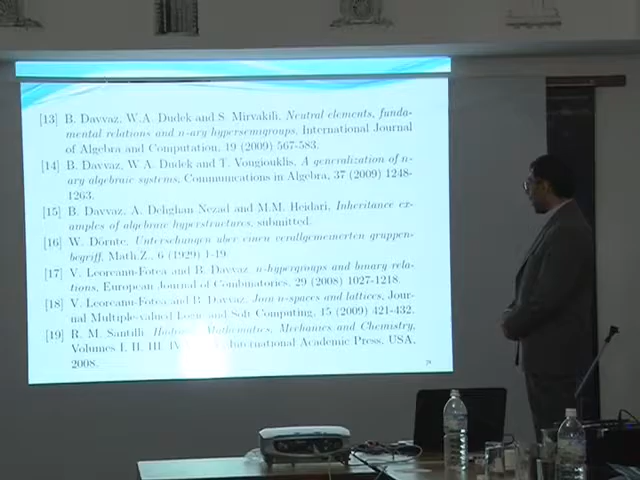 [13] B. Davvaz, W.A. Dudek and S. Mirvakili, Neutral elements, funda-
mental relations and n-ary hypersemigroups, International Journal
of Algebra and Computation, 19 (2009) 567-583.
[14] B. Davvaz, W.A. Dudek and T. Vougiouklis, A generalization of n-
ary algebraic systems, Communications in Algebra, 37 (2009) 1248-
1263.
[15] B. Davvaz, A. Dehghan Nezad and M.M. Heidari, Inheritance ex-
amples of algebraic hyperstructures, submitted.
[16] W. Dörnte, Unterschungen uber einen verallgemeinerten gruppen-
begriff, Math.Z., 6 (1929) 1-19.
[17] V. Leoreanu-Fotea and B. Davvaz, n-hypergroups and binary rela-
tions, European Journal of Combinatorics, 29 (2008) 1027-1218.
[18] V. Leoreanu-Fotea and B. Davvaz, Join n-spaces and lattices, Jour-
nal Multiple-valued Logic and Soft Computing, 15 (2009) 421-432.
[19] R. M. Santilli, Mathematics, Mechanics and Chemistry,
Volumes I, II, III, International Academic Press, USA,
2008.